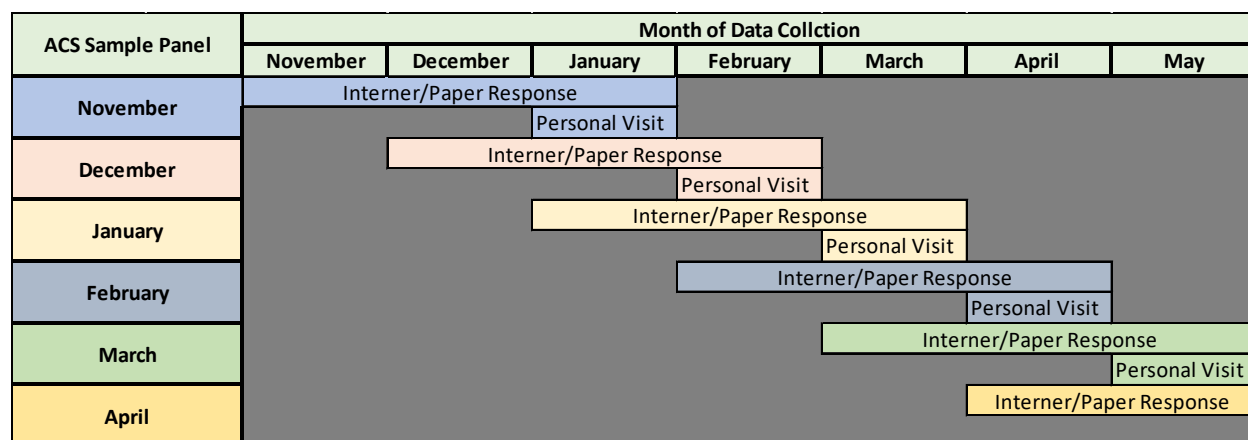 ACS Sample Panel
Month of Data Collction
November December January February March April May
November
Interner/Paper Response
Personal Visit
December
Interner/Paper Response
Personal Visit
January
Interner/Paper Response
Personal Visit
February
Interner/Paper Response
Personal Visit
March
Interner/Paper Response
Personal Visit
April
Interner/Paper Response